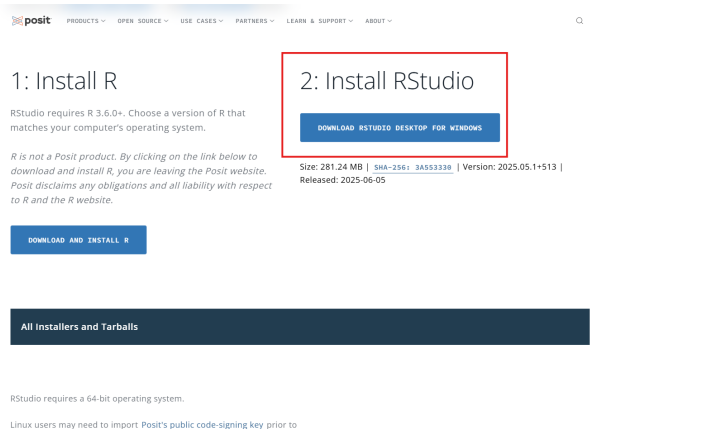 posit PRODUCTS OPEN SOURCE USE CASES PARTNERS LEARN & SUPPORT ABOUT
1: Install R
RStudio requires R 3.6.0+. Choose a version of R that
matches your computer's operating system.
R is not a Posit product. By clicking on the link below to
download and install R, you are leaving the Posit website.
Posit disclaims any obligations and all liability with respect
to R and the R website.
DOWNLOAD AND INSTALL R
2: Install RStudio
DOWNLOAD RSTUDIO DESKTOP FOR WINDOWS
Size: 281.24 MB | SHA-256: 3A553330 | Version: 2025.05.1+513 |
Released: 2025-06-05
All Installers and Tarballs
RStudio requires a 64-bit operating system.
Linux users may need to import Posit's public code-signing key prior to